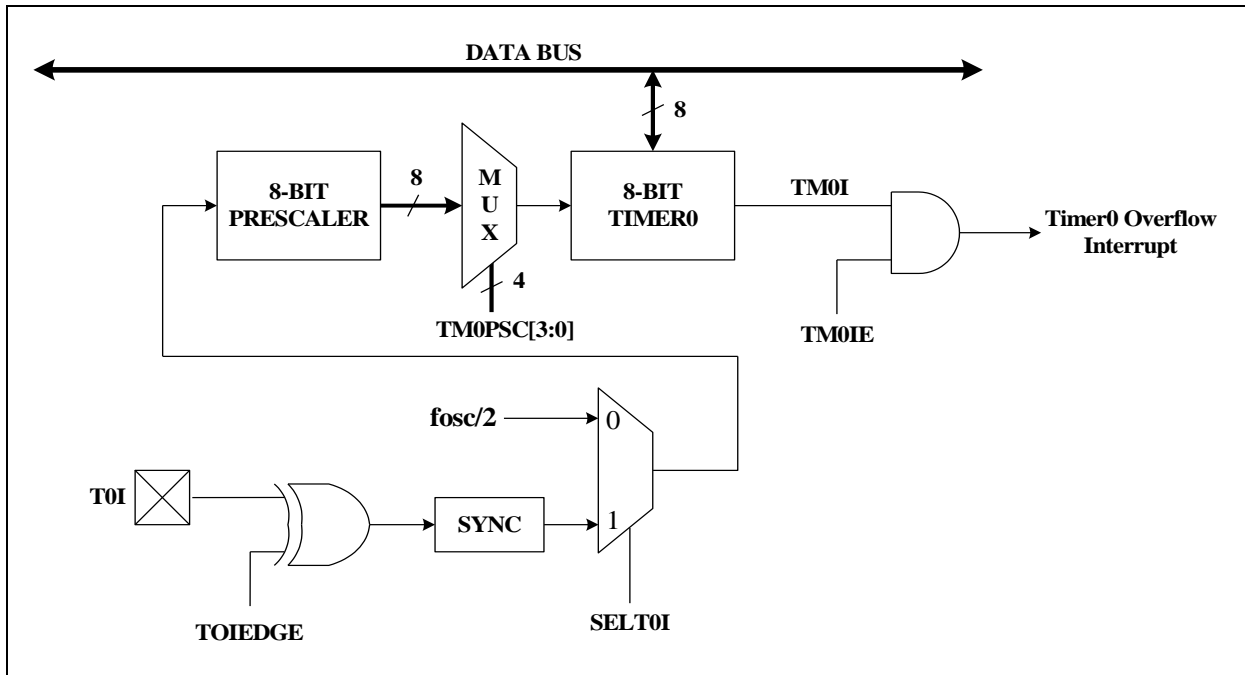 DATA BUS
8
8-BIT
PRESCALER
8
M
U
X
4
TM0PSC[3:0]
8-BIT
TIMER0
TM0I
TM0IE
Timer0 Overflow
Interrupt
fosc/2
0
1
T0I
TOIEDGE
SYNC
SELT0I